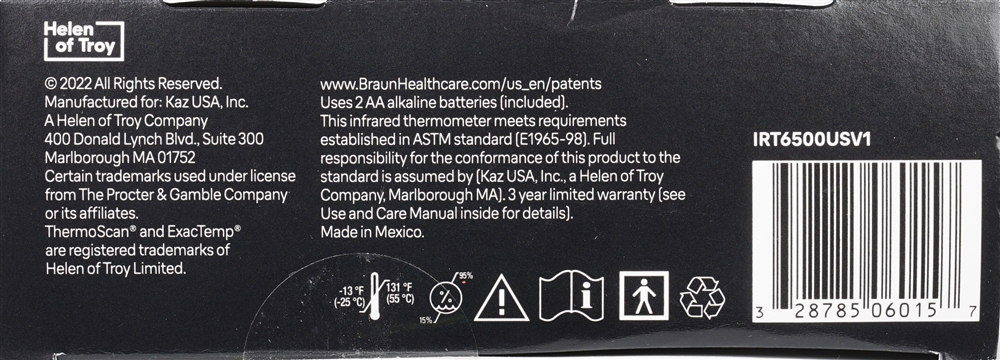 Helen
of Troy
© 2022 All Rights Reserved.
Manufactured for: Kaz USA, Inc.
A Helen of Troy Company
400 Donald Lynch Blvd., Suite 300
Marlborough MA 01752
Certain trademarks used under license
from The Procter & Gamble Company
or its affiliates.
ThermoScan® and ExacTemp®
are registered trademarks of
Helen of Troy Limited.
www.BraunHealthcare.com/us_en/patents
Uses 2 AA alkaline batteries (included).
This infrared thermometer meets requirements
established in ASTM standard (E1965-98). Full
responsibility for the conformance of this product to the
standard is assumed by (Kaz USA, Inc., a Helen of Troy
Company, Marlborough MA). 3 year limited warranty (see
Use and Care Manual inside for details).
Made in Mexico.
-13 °F
(-25 °C)
131 °F
(55 °C)
95%
%
15%
!
i
IRT6500USV1
3 28785 06015 7